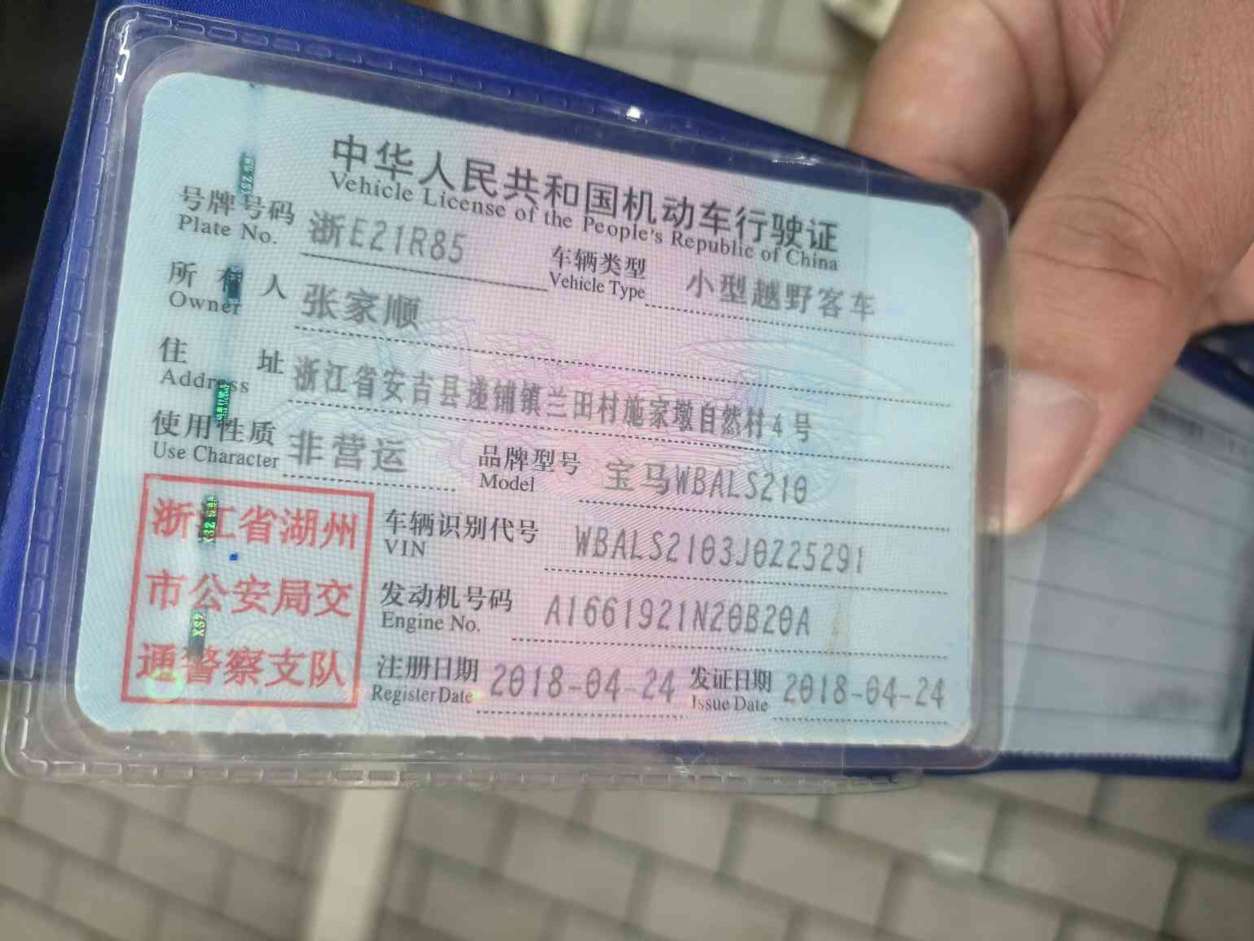 中华人民共和国机动车行驶证
Vehicle License of the People's Republic of China
号牌号码 浙E21R85 车辆类型 小型越野客车
Plate No. Vehicle Type
所有人 张家顺
Owner
住址 浙江省安吉县递铺镇兰田村施家墩自然村4号
Address
使用性质 非营运 品牌型号 宝马WBALS210
Use Character Model
浙江省湖州
市公安局交
通警察支队
车辆识别代号 WBALS2103J0Z25291
VIN
发动机号码 A1661921N20B20A
Engine No.
注册日期 2018-04-24 发证日期 2018-04-24
Register Date Issue Date